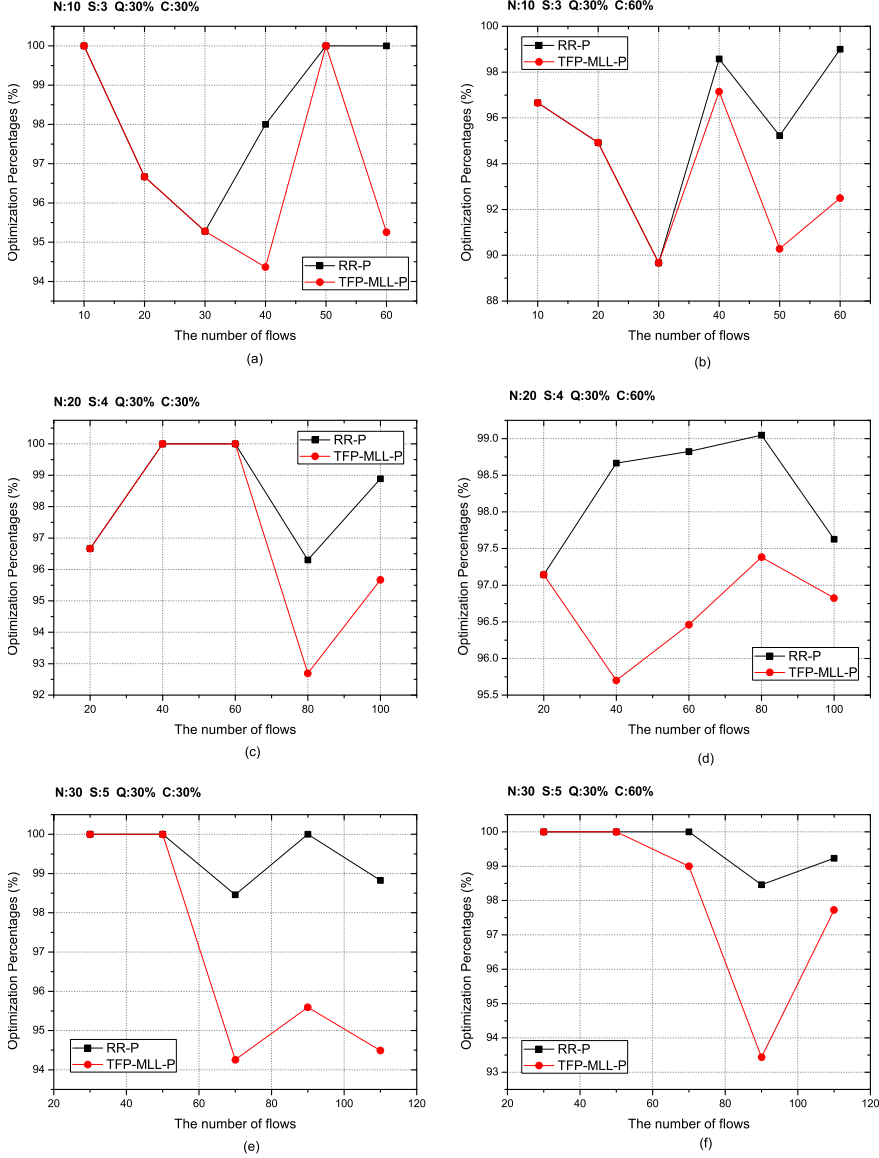 N:10 S:3 Q:30% C:30%
Optimization Percentages (%)
100
99
98
97
96
95
94
RR-P
TFP-MLL-P
10 20 30 40 50 60
The number of flows
(a)
N:10 S:3 Q:30% C:60%
Optimization Percentages (%)
100
98
96
94
92
90
88
RR-P
TFP-MLL-P
10 20 30 40 50 60
The number of flows
(b)
N:20 S:4 Q:30% C:30%
Optimization Percentages (%)
100
99
98
97
96
95
94
93
92
RR-P
TFP-MLL-P
20 40 60 80 100
The number of flows
(c)
N:20 S:4 Q:30% C:60%
Optimization Percentages (%)
99.0
98.5
98.0
97.5
97.0
96.5
96.0
95.5
RR-P
TFP-MLL-P
20 40 60 80 100
The number of flows
(d)
N:30 S:5 Q:30% C:30%
Optimization Percentages (%)
100
99
98
97
96
95
94
RR-P
TFP-MLL-P
20 40 60 80 100 120
The number of flows
(e)
N:30 S:5 Q:30% C:60%
Optimization Percentages (%)
100
99
98
97
96
95
94
93
RR-P
TFP-MLL-P
20 40 60 80 100 120
The number of flows
(f)